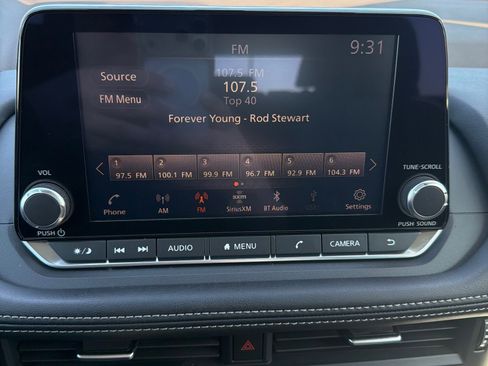 FM
9:31
Source
107.5 FM
107.5
FM Menu
Top 40
Forever Young - Rod Stewart
1 2 3 4 5 6
97.5 FM 100.1 FM 99.9 FM 96.7 FM 92.9 FM 104.3 FM
VOL
TUNE·SCROLL
((sxm))
Phone AM FM SiriusXM BT Audio USB Settings
PUSH
PUSH SOUND
AUDIO MENU CAMERA